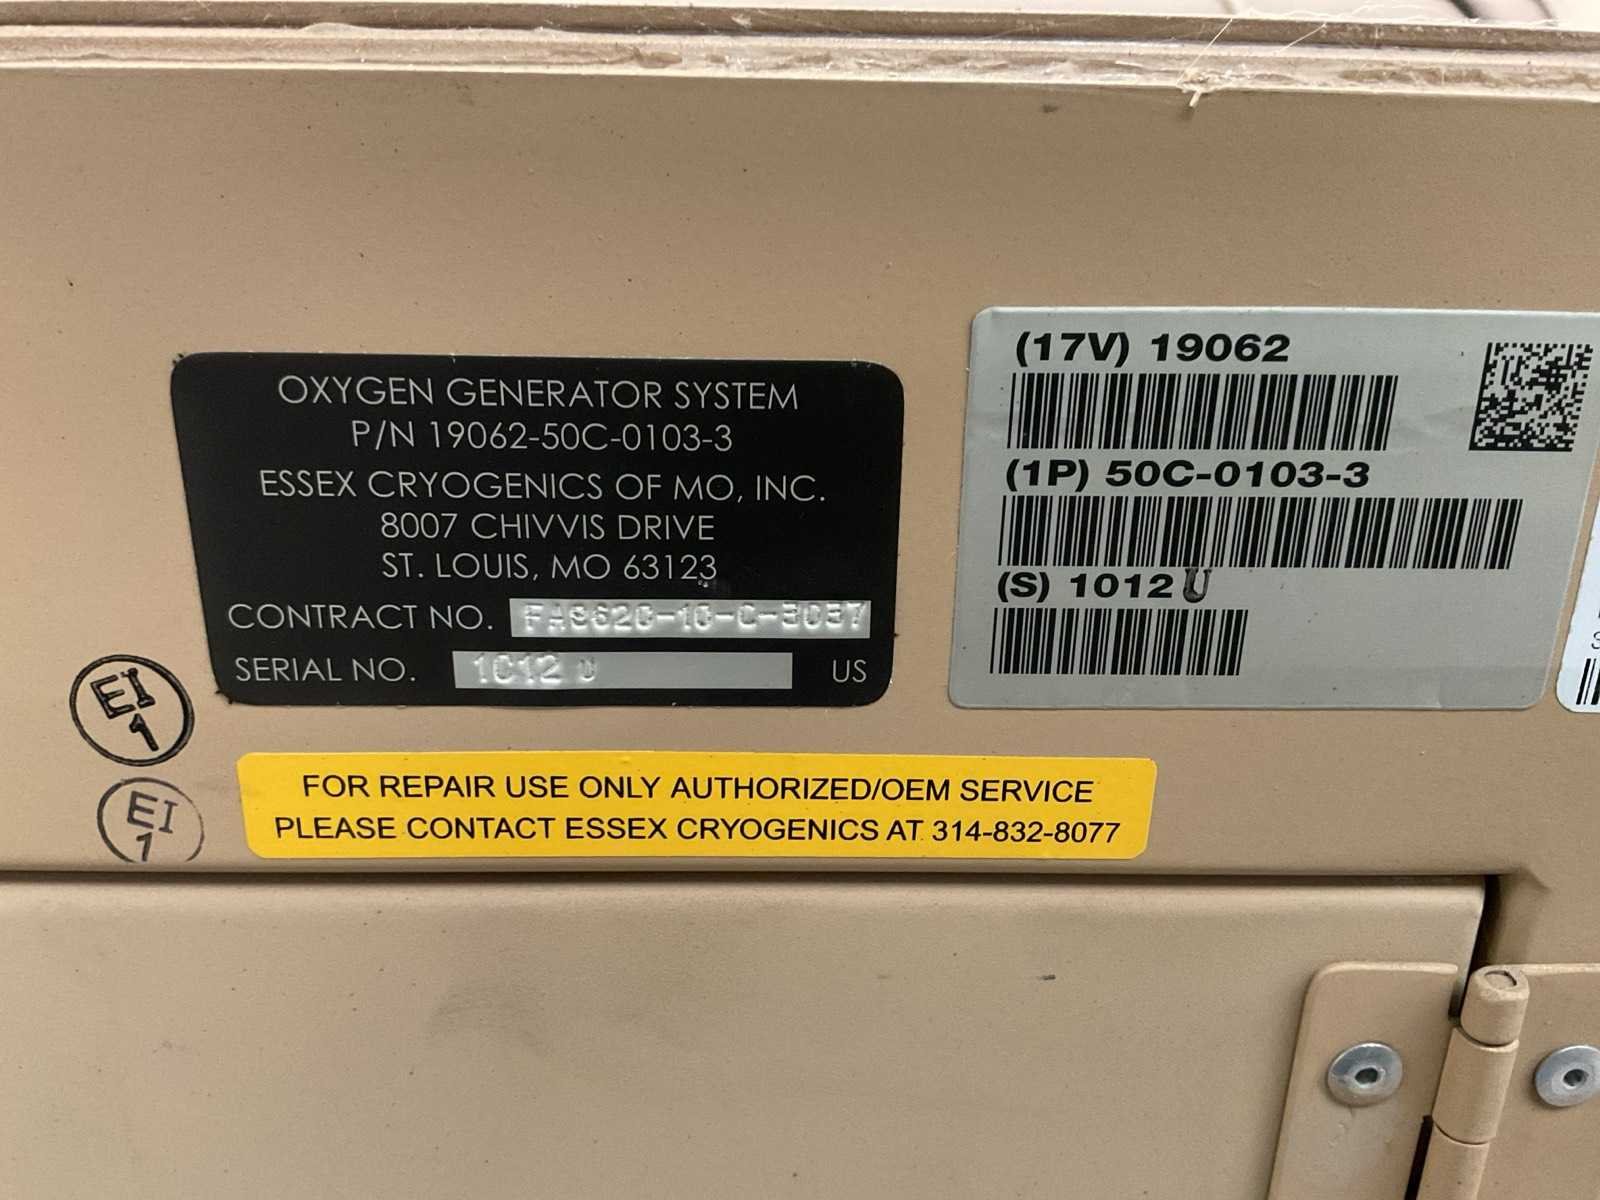 OXYGEN GENERATOR SYSTEM
P/N 19062-50C-0103-3
ESSEX CRYOGENICS OF MO, INC.
8007 CHIVVIS DRIVE
ST. LOUIS, MO 63123
CONTRACT NO.
SERIAL NO. 1012 U US
(17V) 19062
(1P) 50C-0103-3
(S) 1012 U
EI
1
EI
1
FOR REPAIR USE ONLY AUTHORIZED/OEM SERVICE
PLEASE CONTACT ESSEX CRYOGENICS AT 314-832-8077